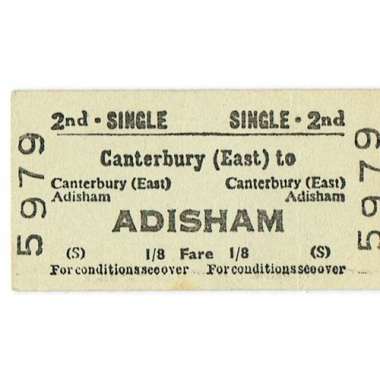 2nd · SINGLE SINGLE · 2nd
Canterbury (East) to
Canterbury (East) Canterbury (East)
Adisham Adisham
ADISHAM
(S) 1/8 Fare 1/8 (S)
For conditions see over For conditions see over
5979
5979